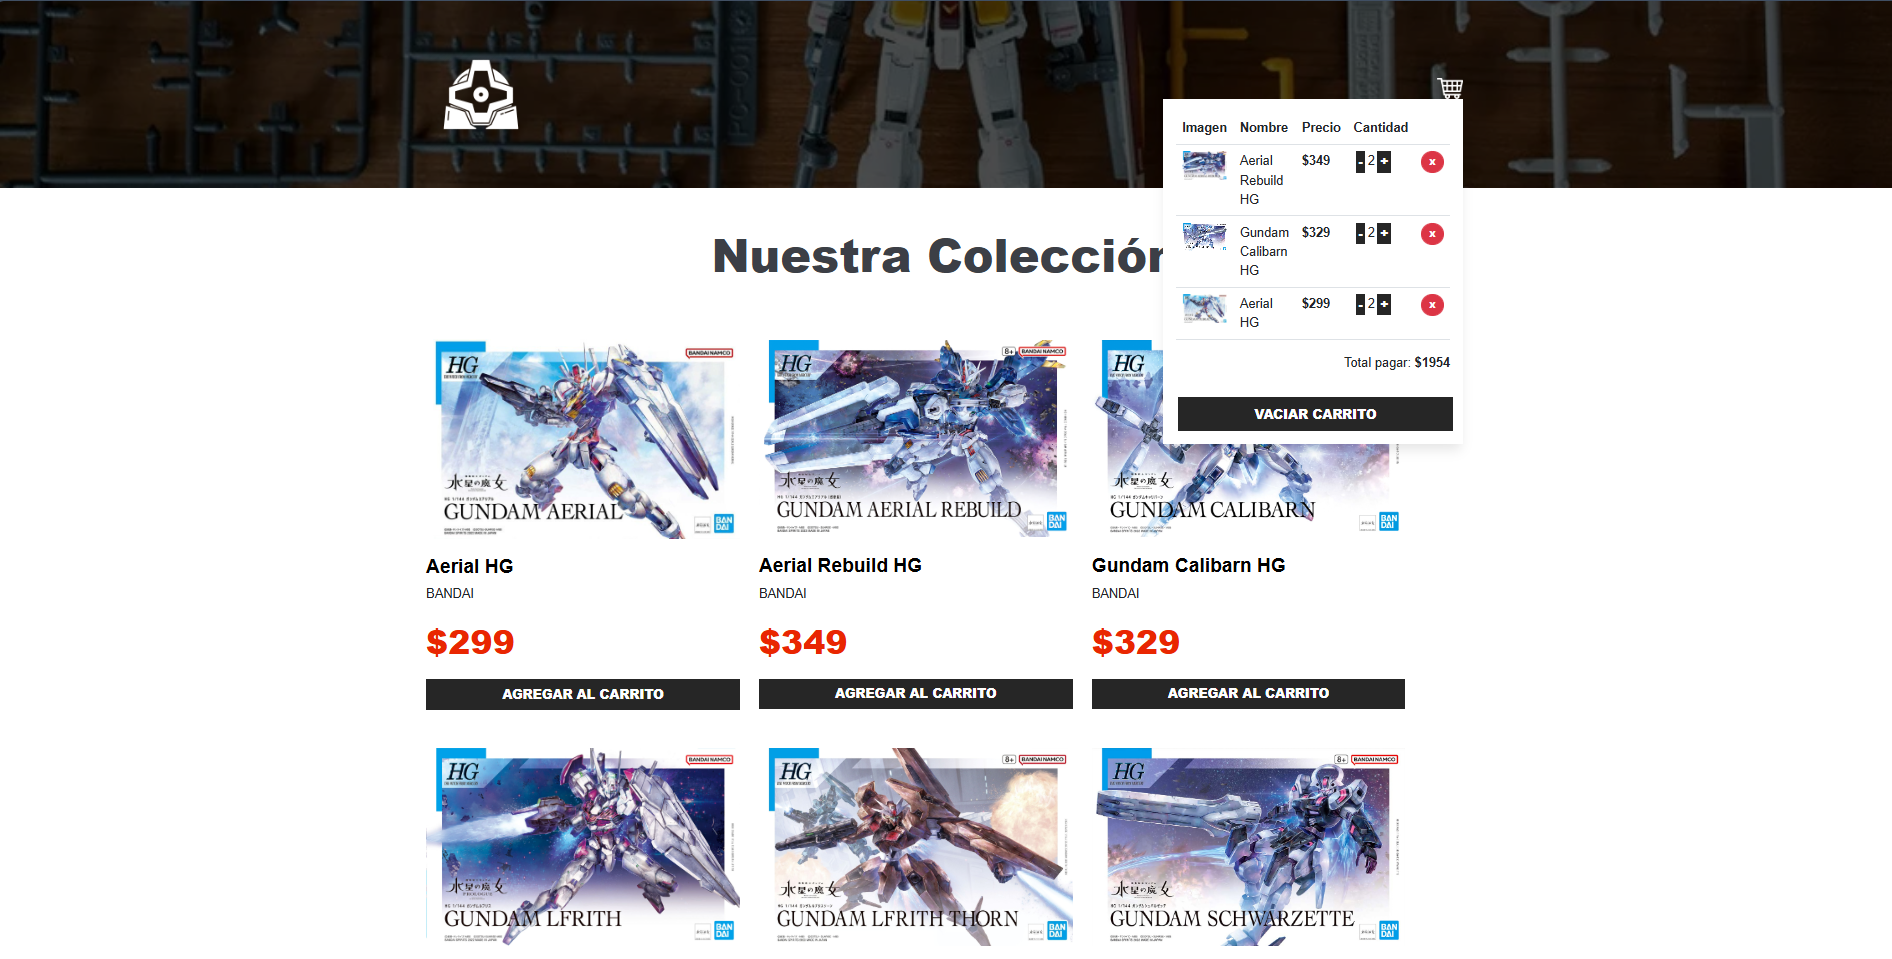 Imagen Nombre Precio Cantidad
Aerial Rebuild HG $349 - 2 + x
Gundam Calibarn HG $329 - 2 + x
Aerial HG $299 - 2 + x
Total pagar: $1954
VACIAR CARRITO
Nuestra Colección
HG
BANDAI NAMCO
水星の魔女
GUNDAM AERIAL
BANDAI
Aerial HG
BANDAI
$299
AGREGAR AL CARRITO
HG
8+ BANDAI NAMCO
水星の魔女
GUNDAM AERIAL REBUILD
BANDAI
Aerial Rebuild HG
BANDAI
$349
AGREGAR AL CARRITO
HG
水星の魔女
GUNDAM CALIBARN
BANDAI
Gundam Calibarn HG
BANDAI
$329
AGREGAR AL CARRITO
HG
BANDAI NAMCO
水星の魔女
PROLOGUE
GUNDAM LFRITH
BANDAI
HG
8+ BANDAI NAMCO
水星の魔女
GUNDAM LFRITH THORN
BANDAI
HG
8+ BANDAI NAMCO
水星の魔女
GUNDAM SCHWARZETTE
BANDAI